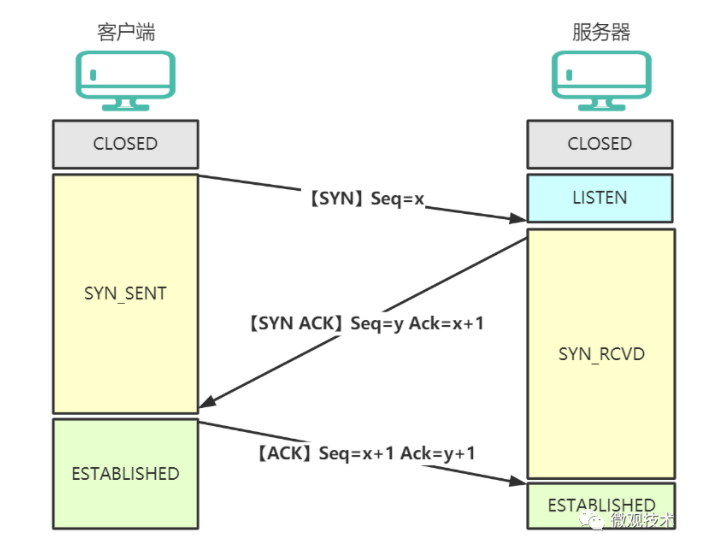 客户端
服务器
CLOSED
CLOSED
【SYN】Seq=x
LISTEN
SYN_SENT
【SYN ACK】Seq=y Ack=x+1
SYN_RCVD
【ACK】Seq=x+1 Ack=y+1
ESTABLISHED
ESTABLISHED
微观技术